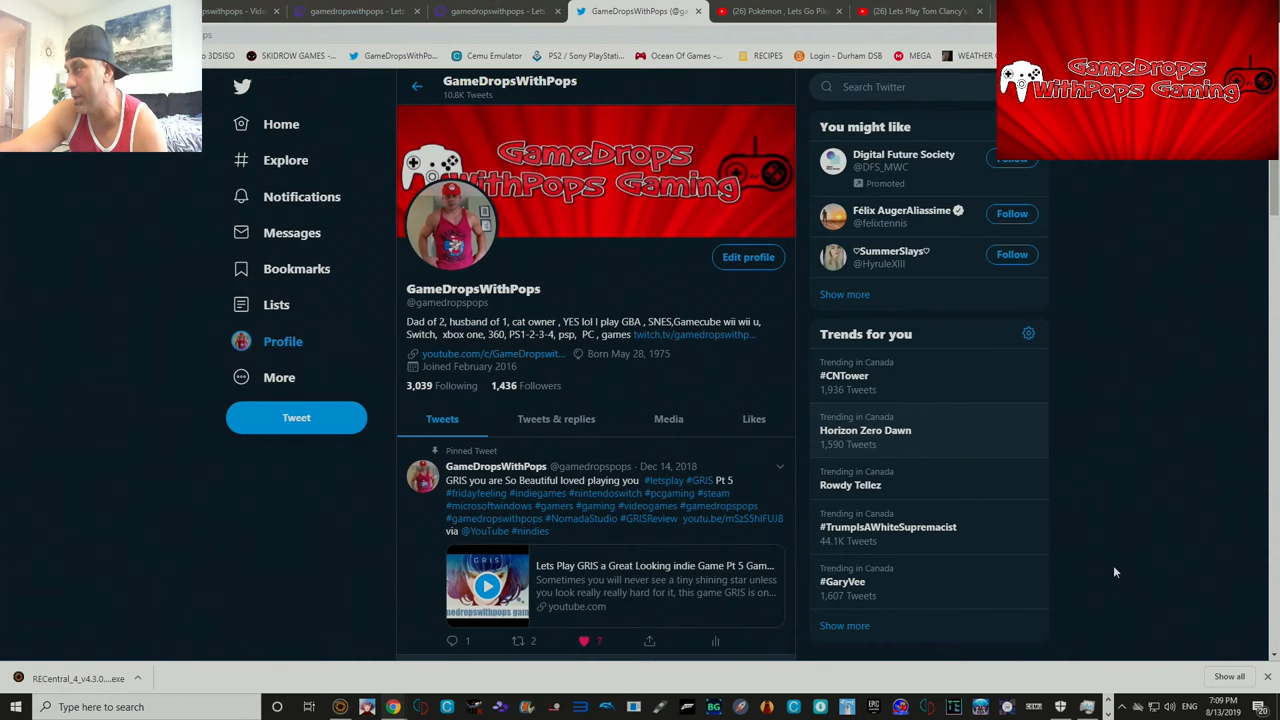 withpops - Vide
gamedropswithpops - Lets
gamedropswithpops - Lets
GameDropsWithPops (@ga
(26) Pokémon , Lets Go Pik
(26) Lets Play Tom Clancy's
ps
3DSISO
SKIDROW GAMES -
GameDropsWithPo...
Cemu Emulator
PS2 / Sony PlayStati...
Ocean Of Games -
RECIPES
Login - Durham DSB
MEGA
WEATHER
GameDrops
WithPops Gaming
Home
Explore
Notifications
Messages
Bookmarks
Lists
Profile
More
Tweet
GameDropsWithPops
10.8K Tweets
GameDrops
WithPops Gaming
Edit profile
GameDropsWithPops
@gamedropspops
Dad of 2, husband of 1, cat owner , YES lol I play GBA , SNES,Gamecube wii wii u,
Switch, xbox one, 360, PS1-2-3-4, psp, PC , games twitch.tv/gamedropswithp...
youtube.com/c/GameDropswit... Born May 28, 1975
Joined February 2016
3,039 Following 1,436 Followers
Tweets Tweets & replies Media Likes
Pinned Tweet
GameDropsWithPops @gamedropspops · Dec 14, 2018
GRIS you are So Beautiful loved playing you #letsplay #GRIS Pt 5
#fridayfeeling #indiegames #nintendoswitch #pcgaming #steam
#microsoftwindows #gamers #gaming #videogames #gamedropspops
#gamedropswithpops #NomadaStudio #GRISReview youtu.be/mSzS5hlFUJ8
via @YouTube #nindies
GRIS
medropswithpops gam
Lets Play GRIS a Great Looking indie Game Pt 5 Gam...
Sometimes you will never see a tiny shining star unless
you look really really hard for it, this game GRIS is on...
youtube.com
1 2 7
Search Twitter
You might like
Digital Future Society
@DFS_MWC
Promoted
Follow
Félix AugerAliassime
@felixtennis
Follow
♡SummerSlays♡
@HyruleXIII
Follow
Show more
Trends for you
Trending in Canada
#CNTower
1,936 Tweets
Trending in Canada
Horizon Zero Dawn
1,590 Tweets
Trending in Canada
Rowdy Tellez
Trending in Canada
#TrumpIsAWhiteSupremacist
44.1K Tweets
Trending in Canada
#GaryVee
1,607 Tweets
Show more
RECentral_4_v4.3.0....exe
Show all
Type here to search
7:09 PM
8/13/2019
20